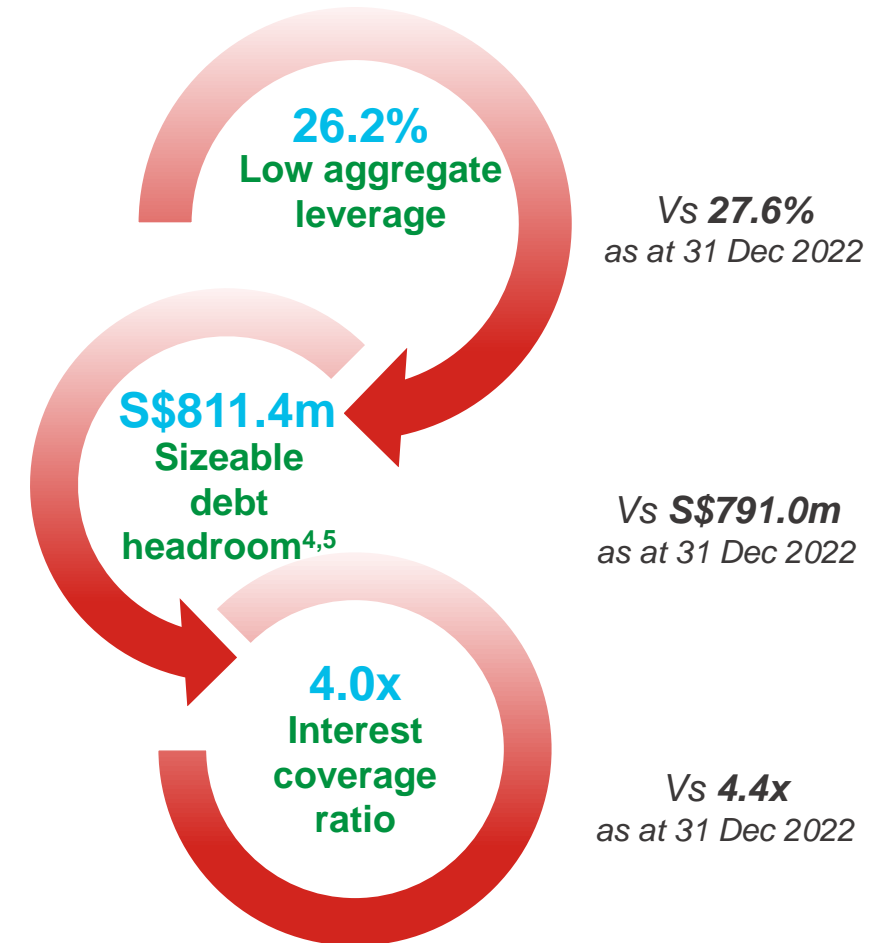 26.2%
Low aggregate
leverage
Vs 27.6%
as at 31 Dec 2022
S$811.4m
Sizeable
debt
headroom4,5
Vs S$791.0m
as at 31 Dec 2022
4.0x
Interest
coverage
ratio
Vs 4.4x
as at 31 Dec 2022